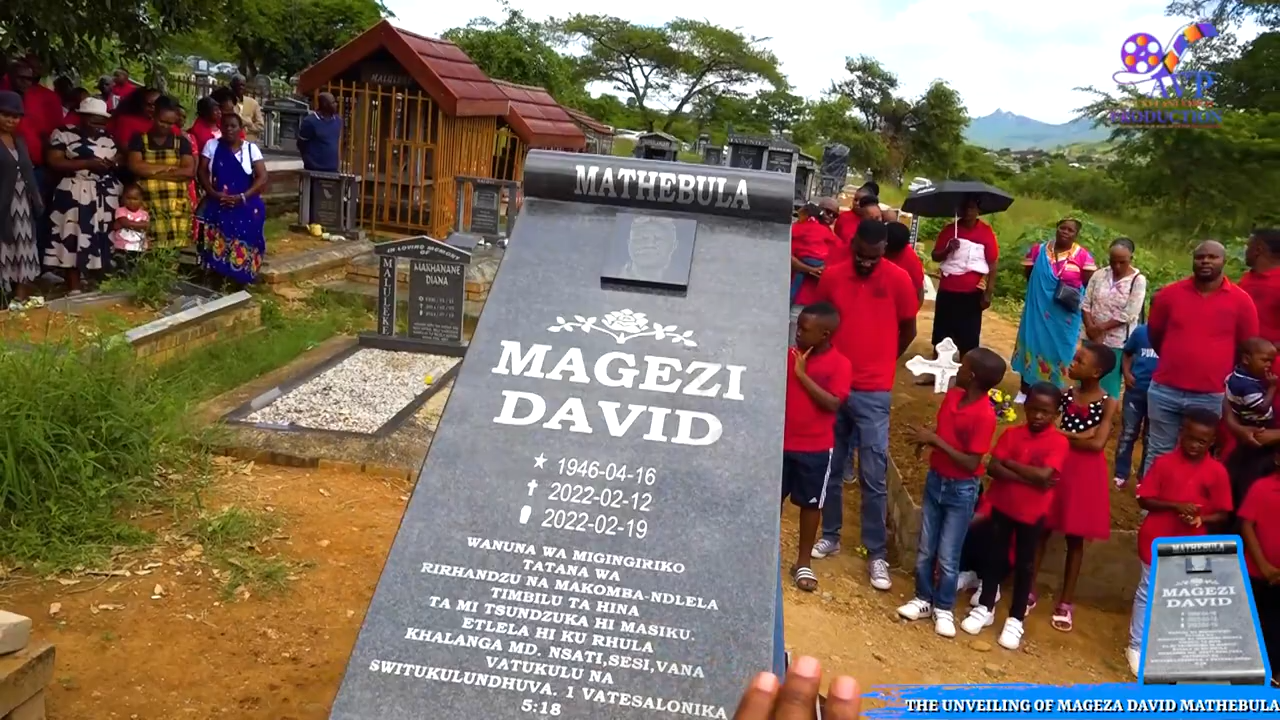 MALULEKE
AVP
PRODUCTION
MATHEBULA
IN LOVING MEMORY
OF
MALULEKE
MAKHANANE
DIANA
MAGEZI
DAVID
1946-04-16
2022-02-12
2022-02-19
WANUNA WA MIGINGIRIKO
TATANA WA
RIRHANDZU NA MAKOMBA-NDLELA
TIMBILU TA HINA
TA MI TSUNDZUKA HI MASIKU.
ETLELA HI KU RHULA
KHALANGA MD. NSATI,SESI,VANA
VATUKULU NA
SWITUKULUNDHUVA. 1 VATESALONIKA
5:18
MATHEBULA
MAGEZI
DAVID
THE UNVEILING OF MAGEZA DAVID MATHEBULA